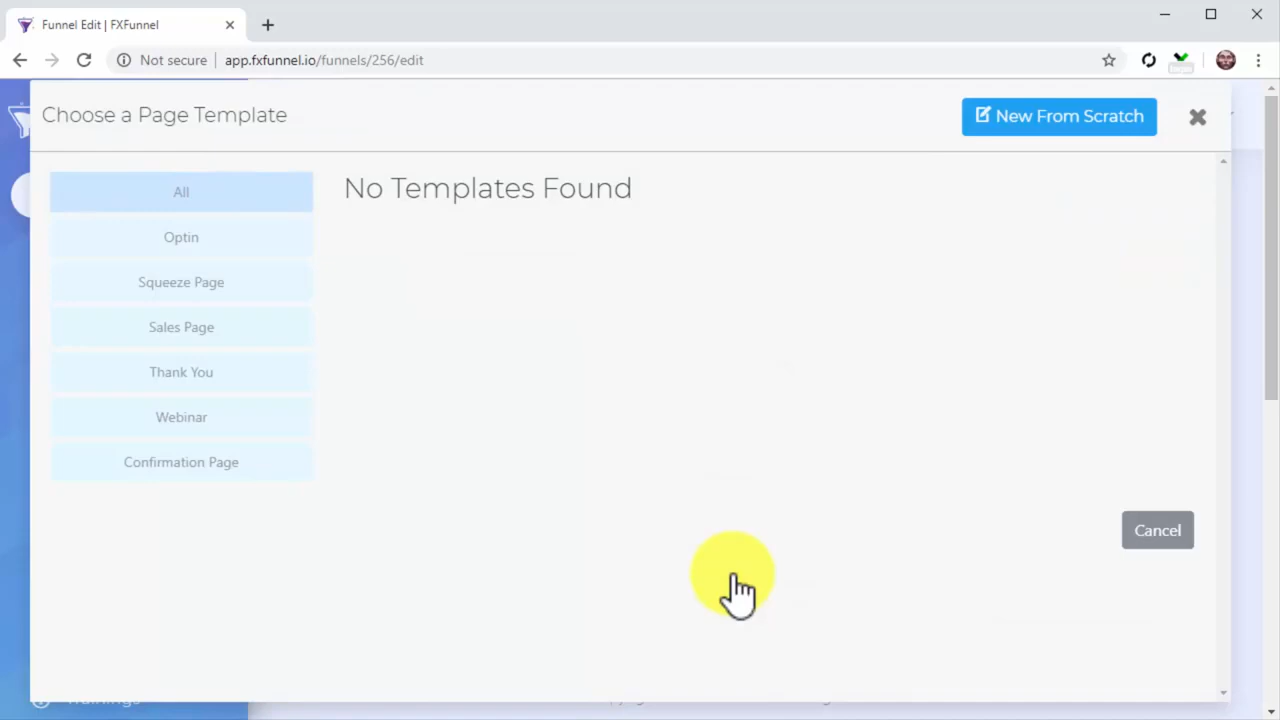 Funnel Edit | FXFunnel
Not secure
app.fxfunnel.io/funnels/256/edit
Choose a Page Template
New From Scratch
All
No Templates Found
Optin
Squeeze Page
Sales Page
Thank You
Webinar
Confirmation Page
Cancel